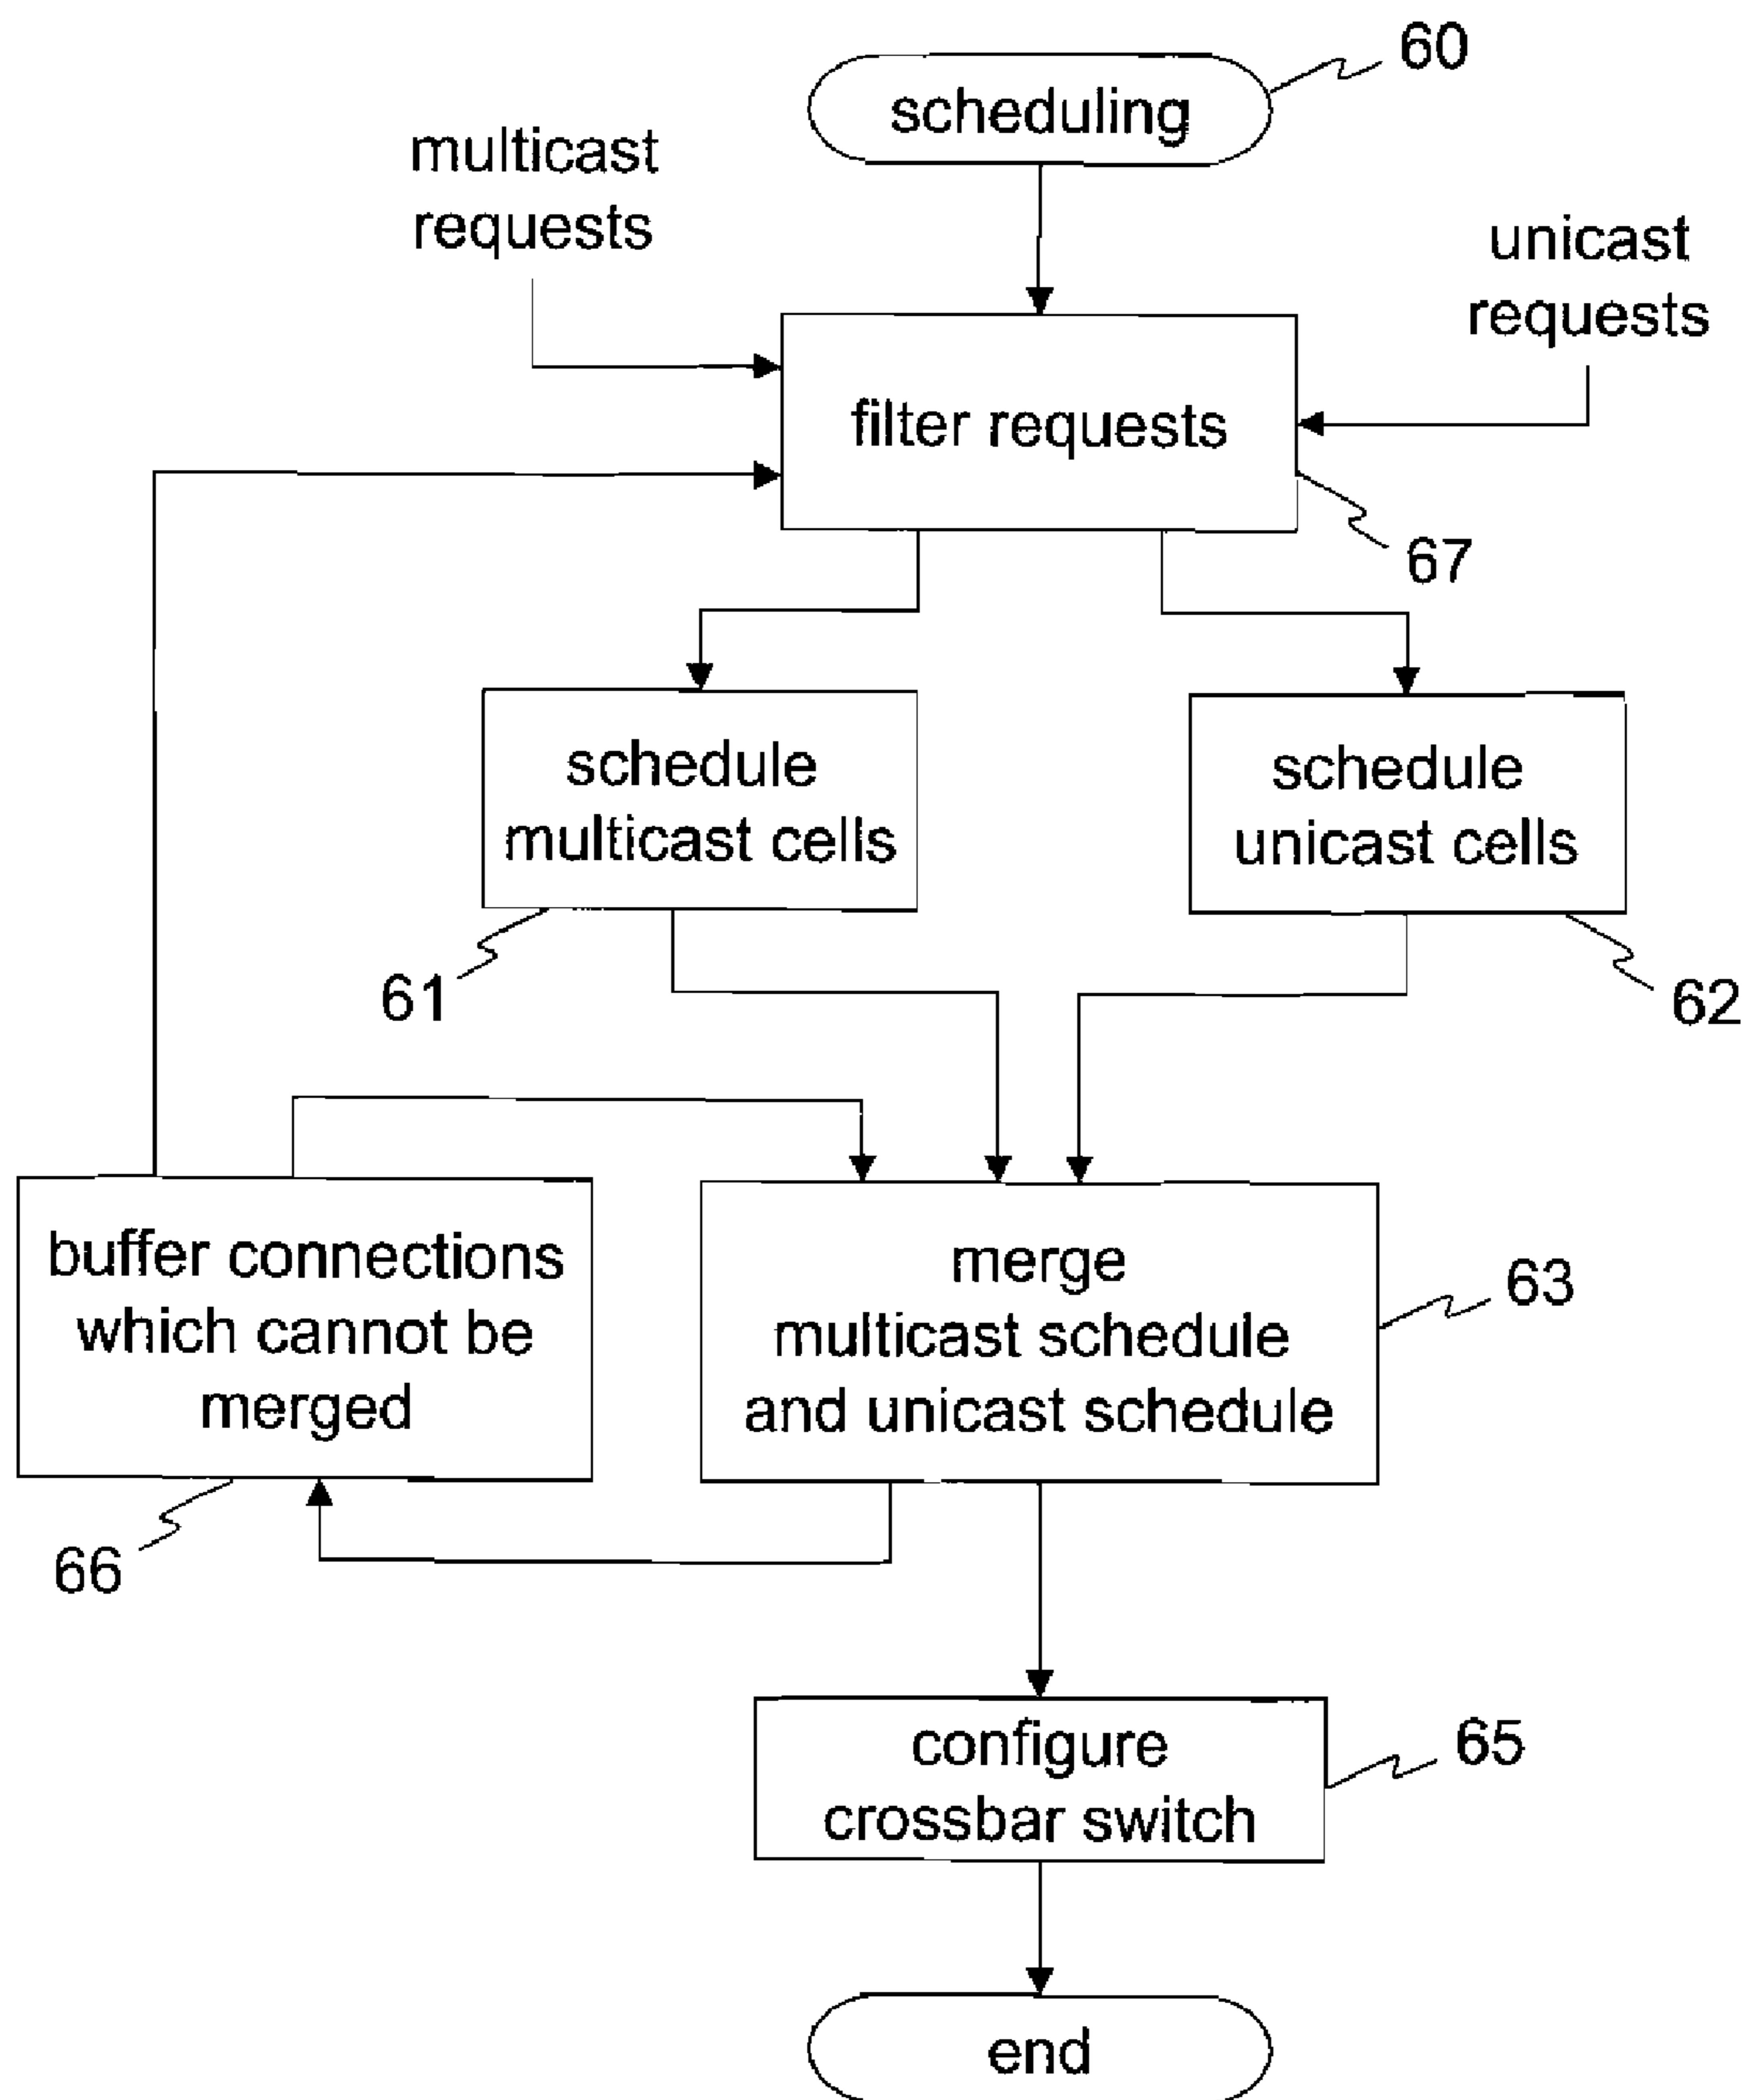 scheduling
60
multicast
requests
unicast
requests
filter requests
67
schedule
multicast cells
schedule
unicast cells
61
62
buffer connections
which cannot be
merged
merge
multicast schedule
and unicast schedule
63
66
configure
crossbar switch
65
end